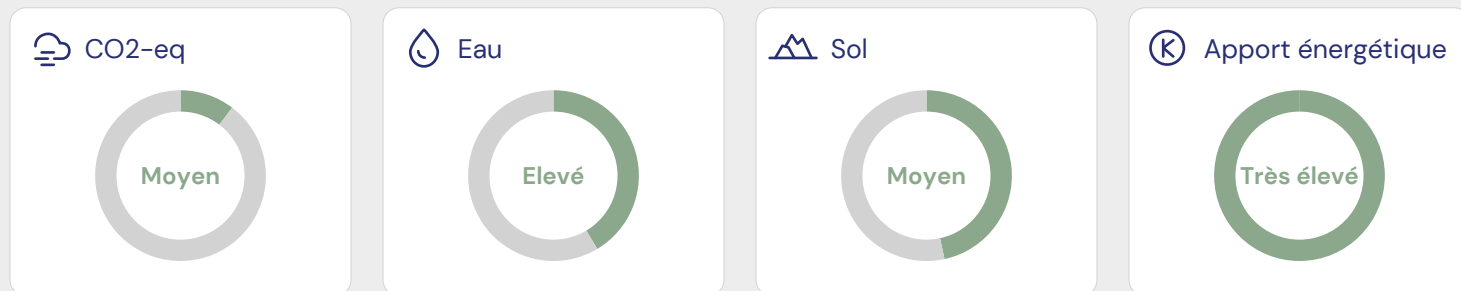 CO2-eq
Moyen
Eau
Elevé
Sol
Moyen
Apport énergétique
Très élevé